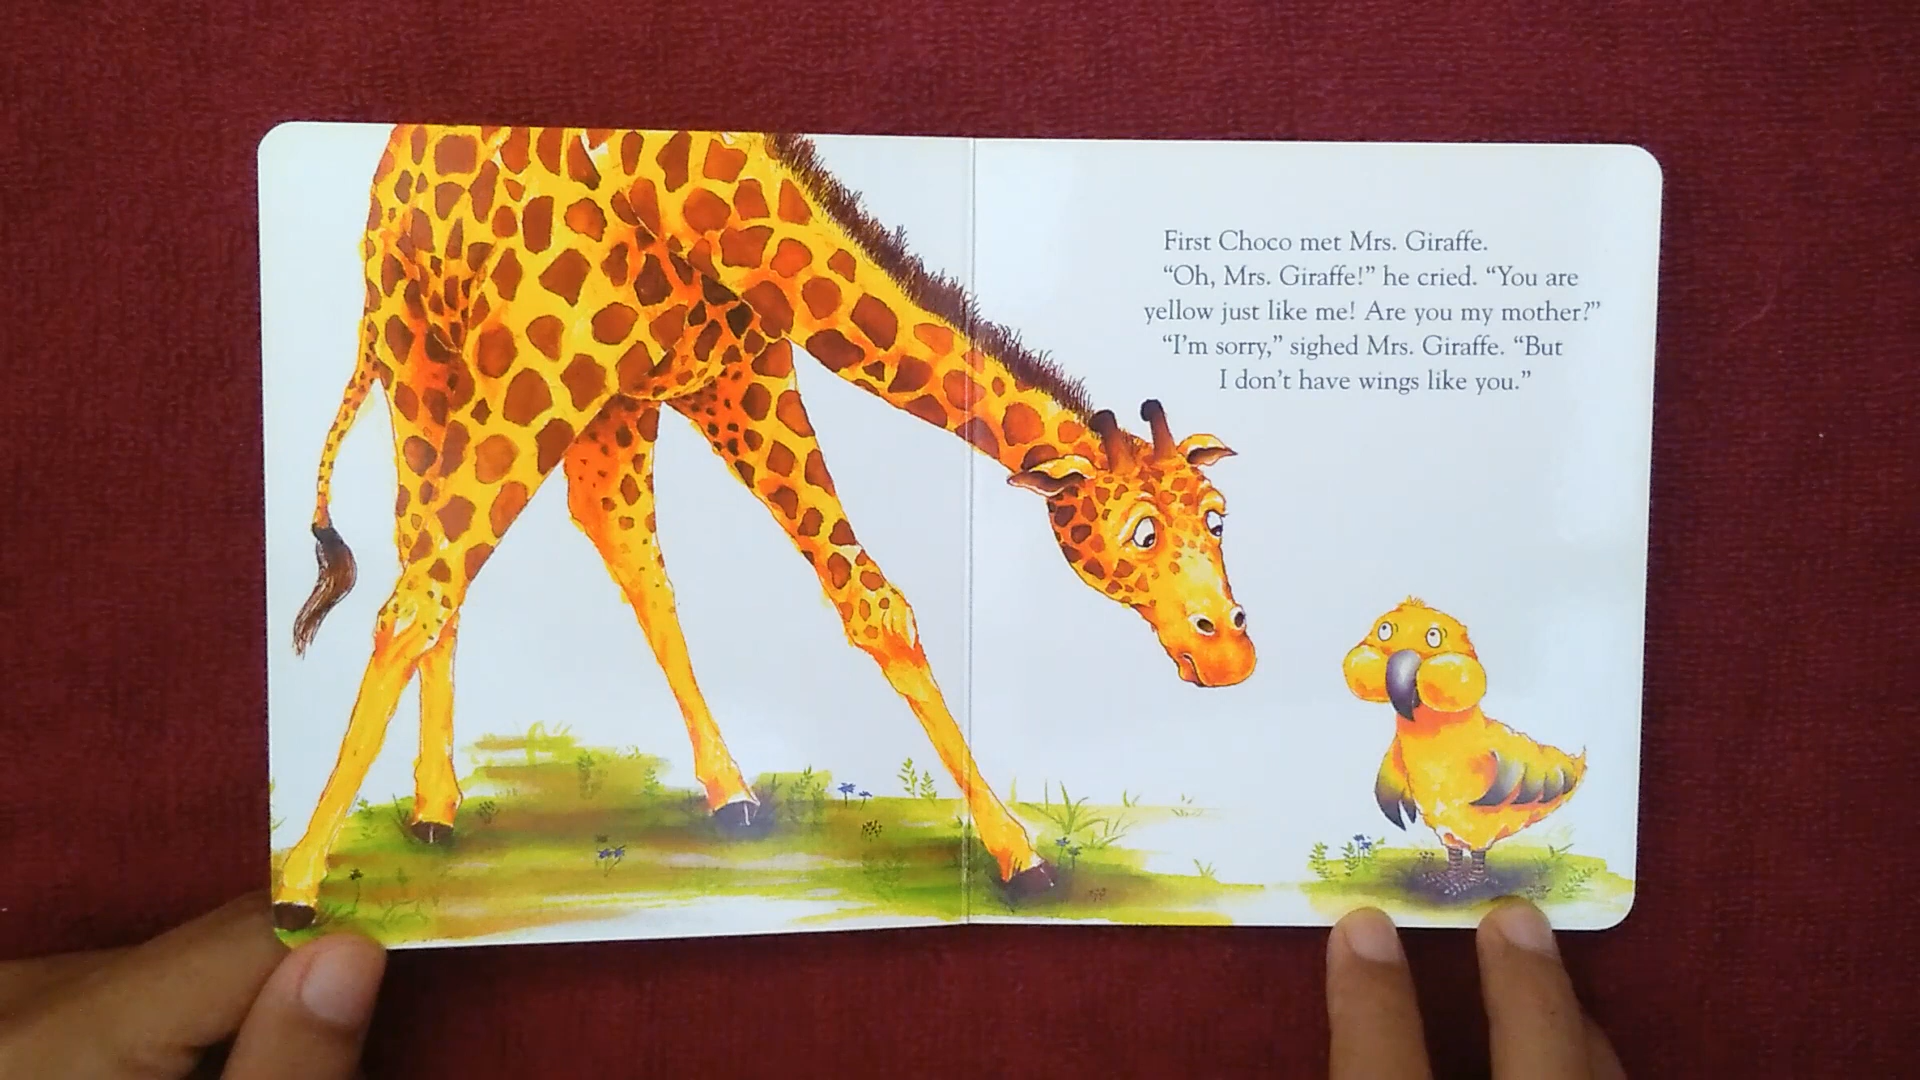 First Choco met Mrs. Giraffe.
“Oh, Mrs. Giraffe!” he cried. “You are
yellow just like me! Are you my mother?”
“I’m sorry,” sighed Mrs. Giraffe. “But
I don’t have wings like you.”